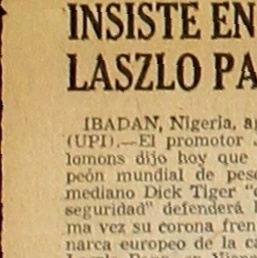 INSISTE EN
LASZLO PA
IBADAN, Nigeria, a
(UPI).—El promotor
lomons dijo hoy que
peón mundial de pes
mediano Dick Tiger "
seguridad" defenderá
ma vez su corona fren
narca europeo de la ca